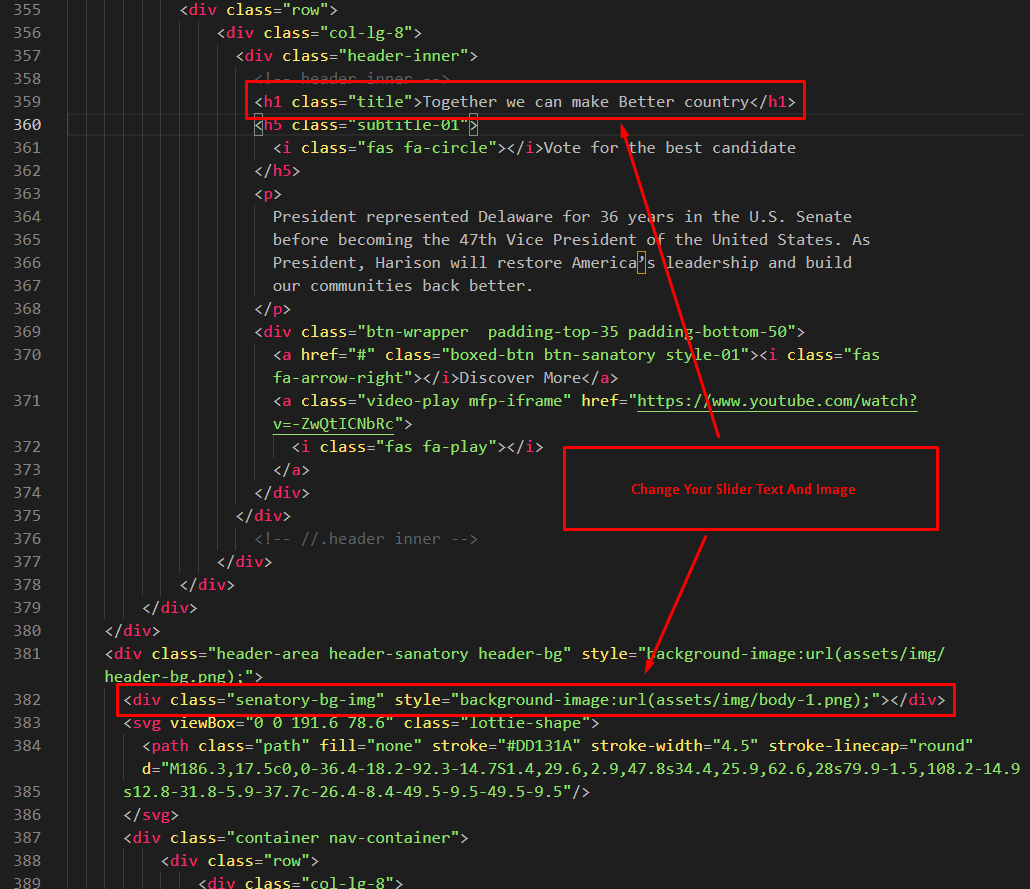 355 <div class="row">
356 <div class="col-lg-8">
357 <div class="header-inner">
358 <!-- header inner -->
359 <h1 class="title">Together we can make Better country</h1>
360 <h5 class="subtitle-01">
361 <i class="fas fa-circle"></i>Vote for the best candidate
362 </h5>
363 <p>
364 President represented Delaware for 36 years in the U.S. Senate
365 before becoming the 47th Vice President of the United States. As
366 President, Harison will restore America’s leadership and build
367 our communities back better.
368 </p>
369 <div class="btn-wrapper  padding-top-35 padding-bottom-50">
370 <a href="#" class="boxed-btn btn-sanatory style-01"><i class="fas
fa-arrow-right"></i>Discover More</a>
371 <a class="video-play mfp-iframe" href="https://www.youtube.com/watch?
v=-ZwQtICNbRc">
372 <i class="fas fa-play"></i>
373 </a>
Change Your Slider Text And Image
374 </div>
375 </div>
376 <!-- //.header inner -->
377 </div>
378 </div>
379 </div>
380 </div>
381 <div class="header-area header-sanatory header-bg" style="background-image:url(assets/img/
header-bg.png);">
382 <div class="senatory-bg-img" style="background-image:url(assets/img/body-1.png);"></div>
383 <svg viewBox="0 0 191.6 78.6" class="lottie-shape">
384 <path class="path" fill="none" stroke="#DD131A" stroke-width="4.5" stroke-linecap="round"
d="M186.3,17.5c0,0-36.4-18.2-92.3-14.7S1.4,29.6,2.9,47.8s34.4,25.9,62.6,28s79.9-1.5,108.2-14.9
385 s12.8-31.8-5.9-37.7c-26.4-8.4-49.5-9.5-49.5-9.5"/>
386 </svg>
387 <div class="container nav-container">
388 <div class="row">
389 <div class="col-lg-8">